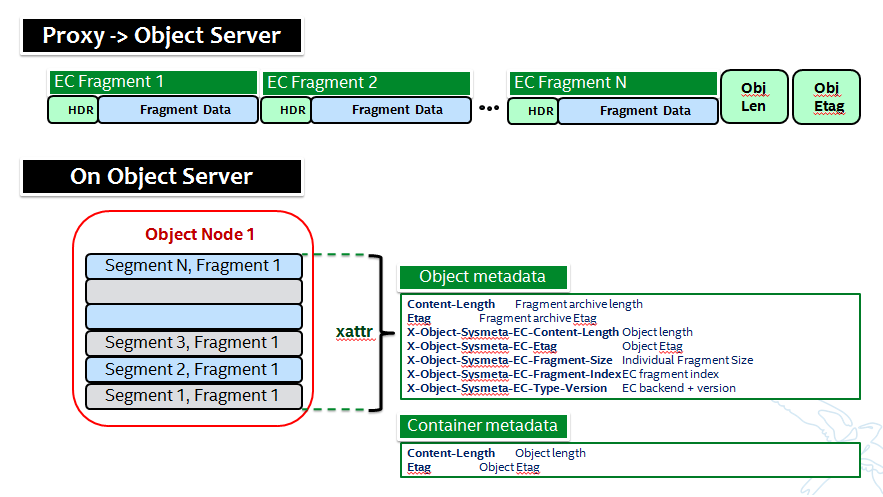 Proxy -> Object Server
EC Fragment 1
EC Fragment 2
EC Fragment N
HDR
Fragment Data
HDR
Fragment Data
...
HDR
Fragment Data
Obj
Len
Obj
Etag
On Object Server
Object Node 1
Segment N, Fragment 1
Segment 3, Fragment 1
Segment 2, Fragment 1
Segment 1, Fragment 1
xattr
Object metadata
Content-Length Fragment archive length
Etag Fragment archive Etag
X-Object-Sysmeta-EC-Content-Length Object length
X-Object-Sysmeta-EC-Etag Object Etag
X-Object-Sysmeta-EC-Fragment-Size Individual Fragment Size
X-Object-Sysmeta-EC-Fragment-Index EC fragment index
X-Object-Sysmeta-EC-Type-Version EC backend + version
Container metadata
Content-Length Object length
Etag Object Etag